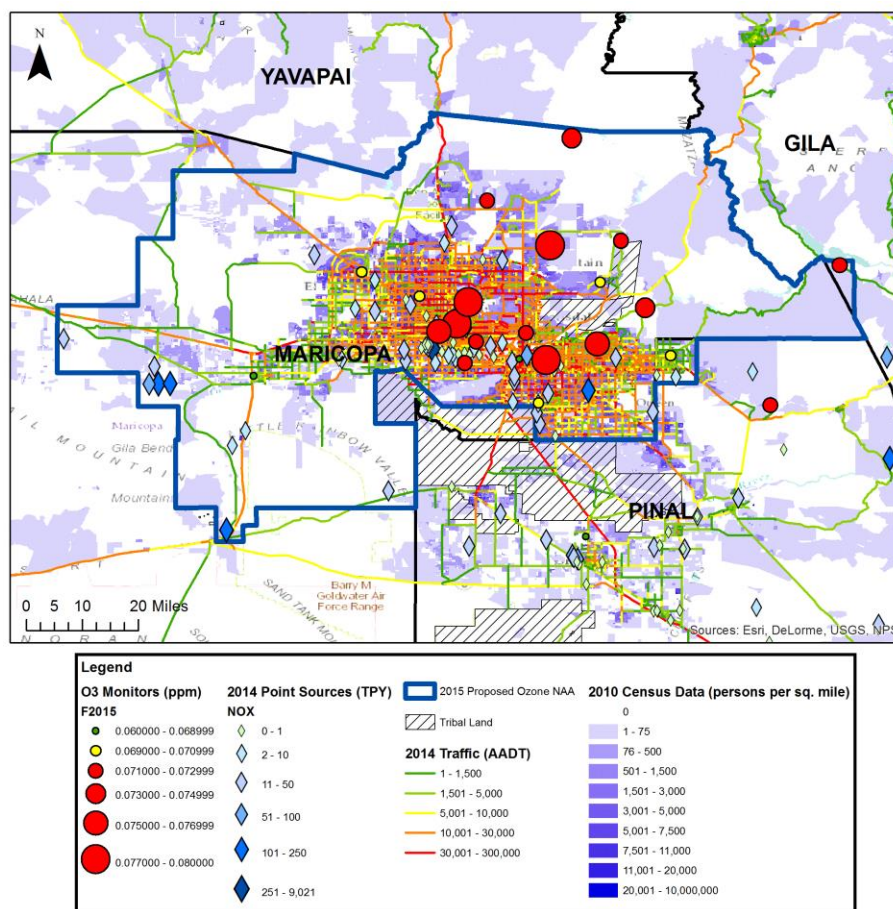 N
YAVAPAI
GILA
MARICOPA
Maricopa
Gila Bend
Mountains
PINAL
Barry M
Goldwater Air
Force Range
0 5 10 20 Miles
Sources: Esri, DeLorme, USGS, NPS
Legend
O3 Monitors (ppm)
F2015
0.060000 - 0.068999
0.069000 - 0.070999
0.071000 - 0.072999
0.073000 - 0.074999
0.075000 - 0.076999
0.077000 - 0.080000
2014 Point Sources (TPY)
NOX
0 - 1
2 - 10
11 - 50
51 - 100
101 - 250
251 - 9,021
2015 Proposed Ozone NAA
Tribal Land
2014 Traffic (AADT)
1 - 1,500
1,501 - 5,000
5,001 - 10,000
10,001 - 30,000
30,001 - 300,000
2010 Census Data (persons per sq. mile)
0
1 - 75
76 - 500
501 - 1,500
1,501 - 3,000
3,001 - 5,000
5,001 - 7,500
7,501 - 11,000
11,001 - 20,000
20,001 - 10,000,000